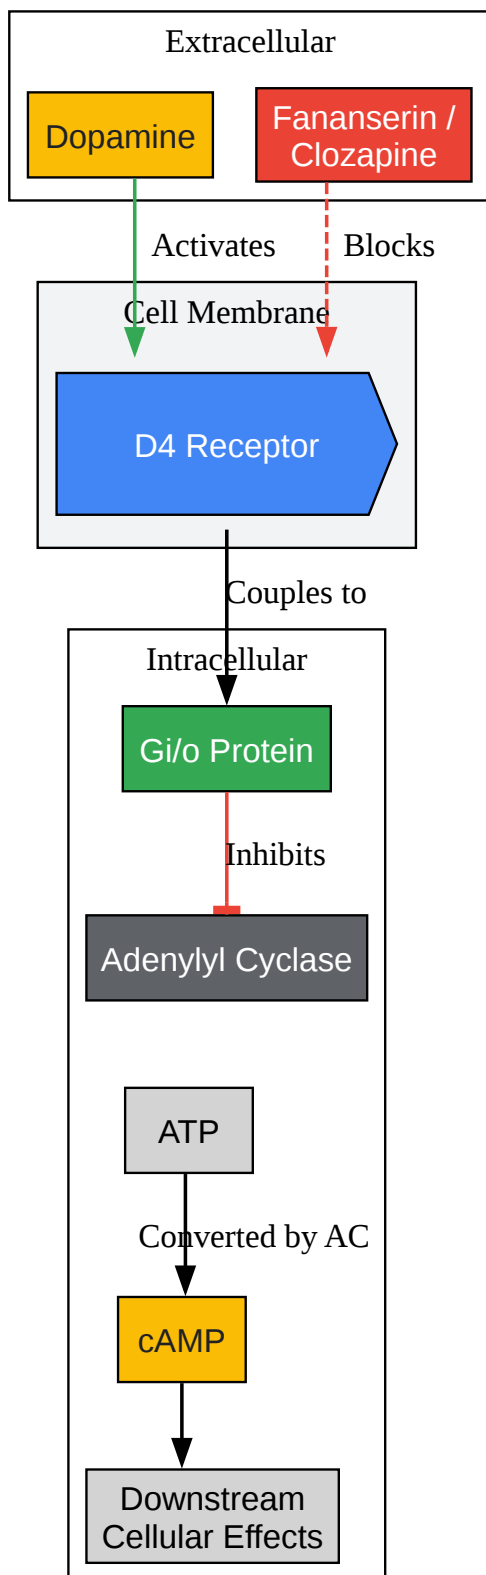 Extracellular
Dopamine
Fananserin /
Clozapine
Activates
Blocks
Cell Membrane
D4 Receptor
Couples to
Intracellular
Gi/o Protein
Inhibits
Adenylyl Cyclase
ATP
Converted by AC
cAMP
Downstream
Cellular Effects